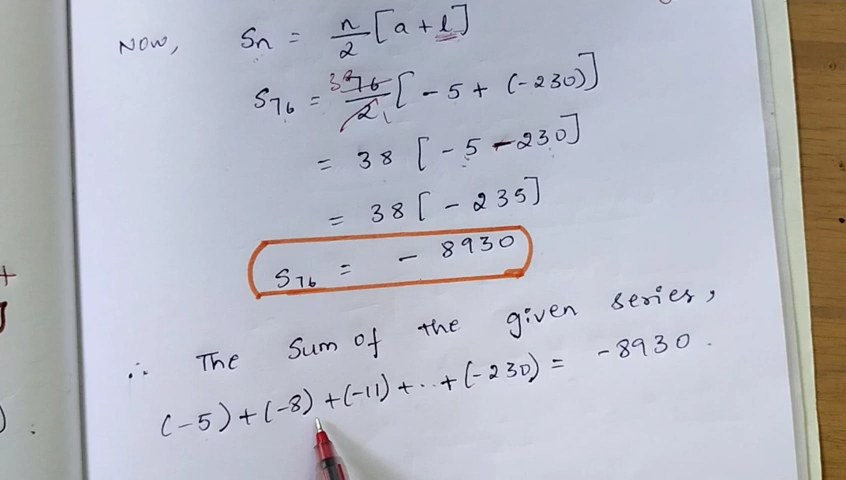 Now, Sn = n/2 [a + l]
S76 = 38 76/2 1 [-5 + (-230)]
= 38 [-5 - 230]
= 38 [-235]
S76 = -8930
∴ The sum of the given series,
(-5) + (-8) + (-11) + .. + (-230) = -8930.